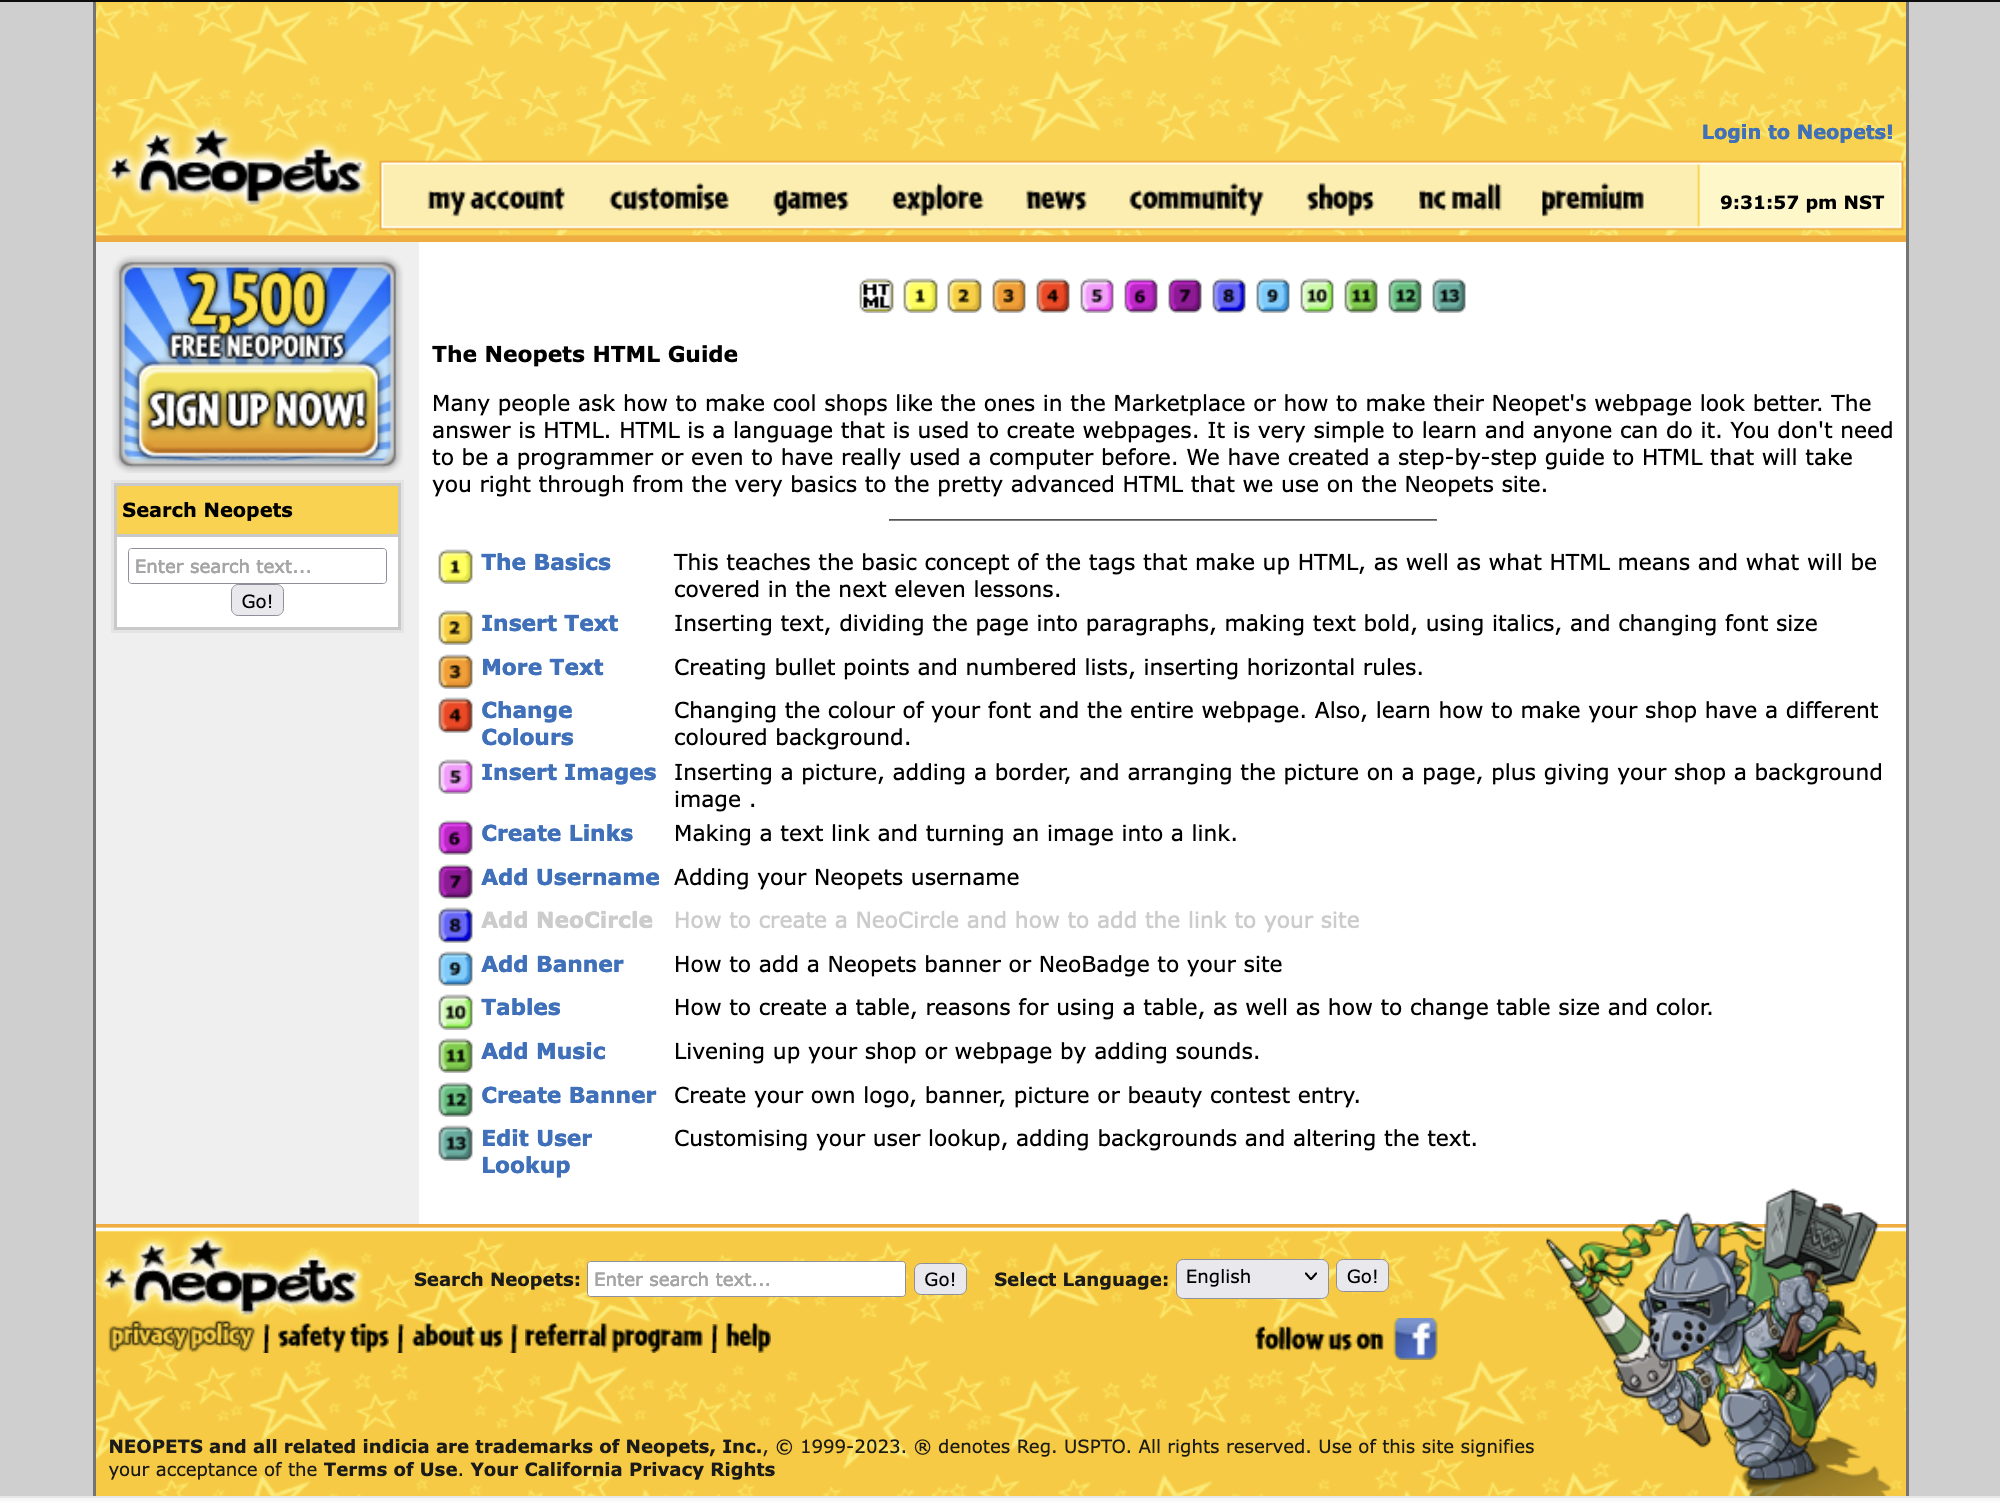 Login to Neopets!
neopets
my account customise games explore news community shops nc mall premium 9:31:57 pm NST
2,500
FREE NEOPOINTS
SIGN UP NOW!
Search Neopets
Enter search text...
Go!
HT
ML 1 2 3 4 5 6 7 8 9 10 11 12 13
The Neopets HTML Guide
Many people ask how to make cool shops like the ones in the Marketplace or how to make their Neopet's webpage look better. The
answer is HTML. HTML is a language that is used to create webpages. It is very simple to learn and anyone can do it. You don't need
to be a programmer or even to have really used a computer before. We have created a step-by-step guide to HTML that will take
you right through from the very basics to the pretty advanced HTML that we use on the Neopets site.
1 The Basics This teaches the basic concept of the tags that make up HTML, as well as what HTML means and what will be
covered in the next eleven lessons.
2 Insert Text Inserting text, dividing the page into paragraphs, making text bold, using italics, and changing font size
3 More Text Creating bullet points and numbered lists, inserting horizontal rules.
4 Change Changing the colour of your font and the entire webpage. Also, learn how to make your shop have a different
Colours coloured background.
5 Insert Images Inserting a picture, adding a border, and arranging the picture on a page, plus giving your shop a background
image .
6 Create Links Making a text link and turning an image into a link.
7 Add Username Adding your Neopets username
8 Add NeoCircle How to create a NeoCircle and how to add the link to your site
9 Add Banner How to add a Neopets banner or NeoBadge to your site
10 Tables How to create a table, reasons for using a table, as well as how to change table size and color.
11 Add Music Livening up your shop or webpage by adding sounds.
12 Create Banner Create your own logo, banner, picture or beauty contest entry.
13 Edit User Customising your user lookup, adding backgrounds and altering the text.
Lookup
neopets
Search Neopets: Enter search text... Go! Select Language: English Go!
privacy policy | safety tips | about us | referral program | help
follow us on f
NEOPETS and all related indicia are trademarks of Neopets, Inc., © 1999-2023. ® denotes Reg. USPTO. All rights reserved. Use of this site signifies
your acceptance of the Terms of Use. Your California Privacy Rights